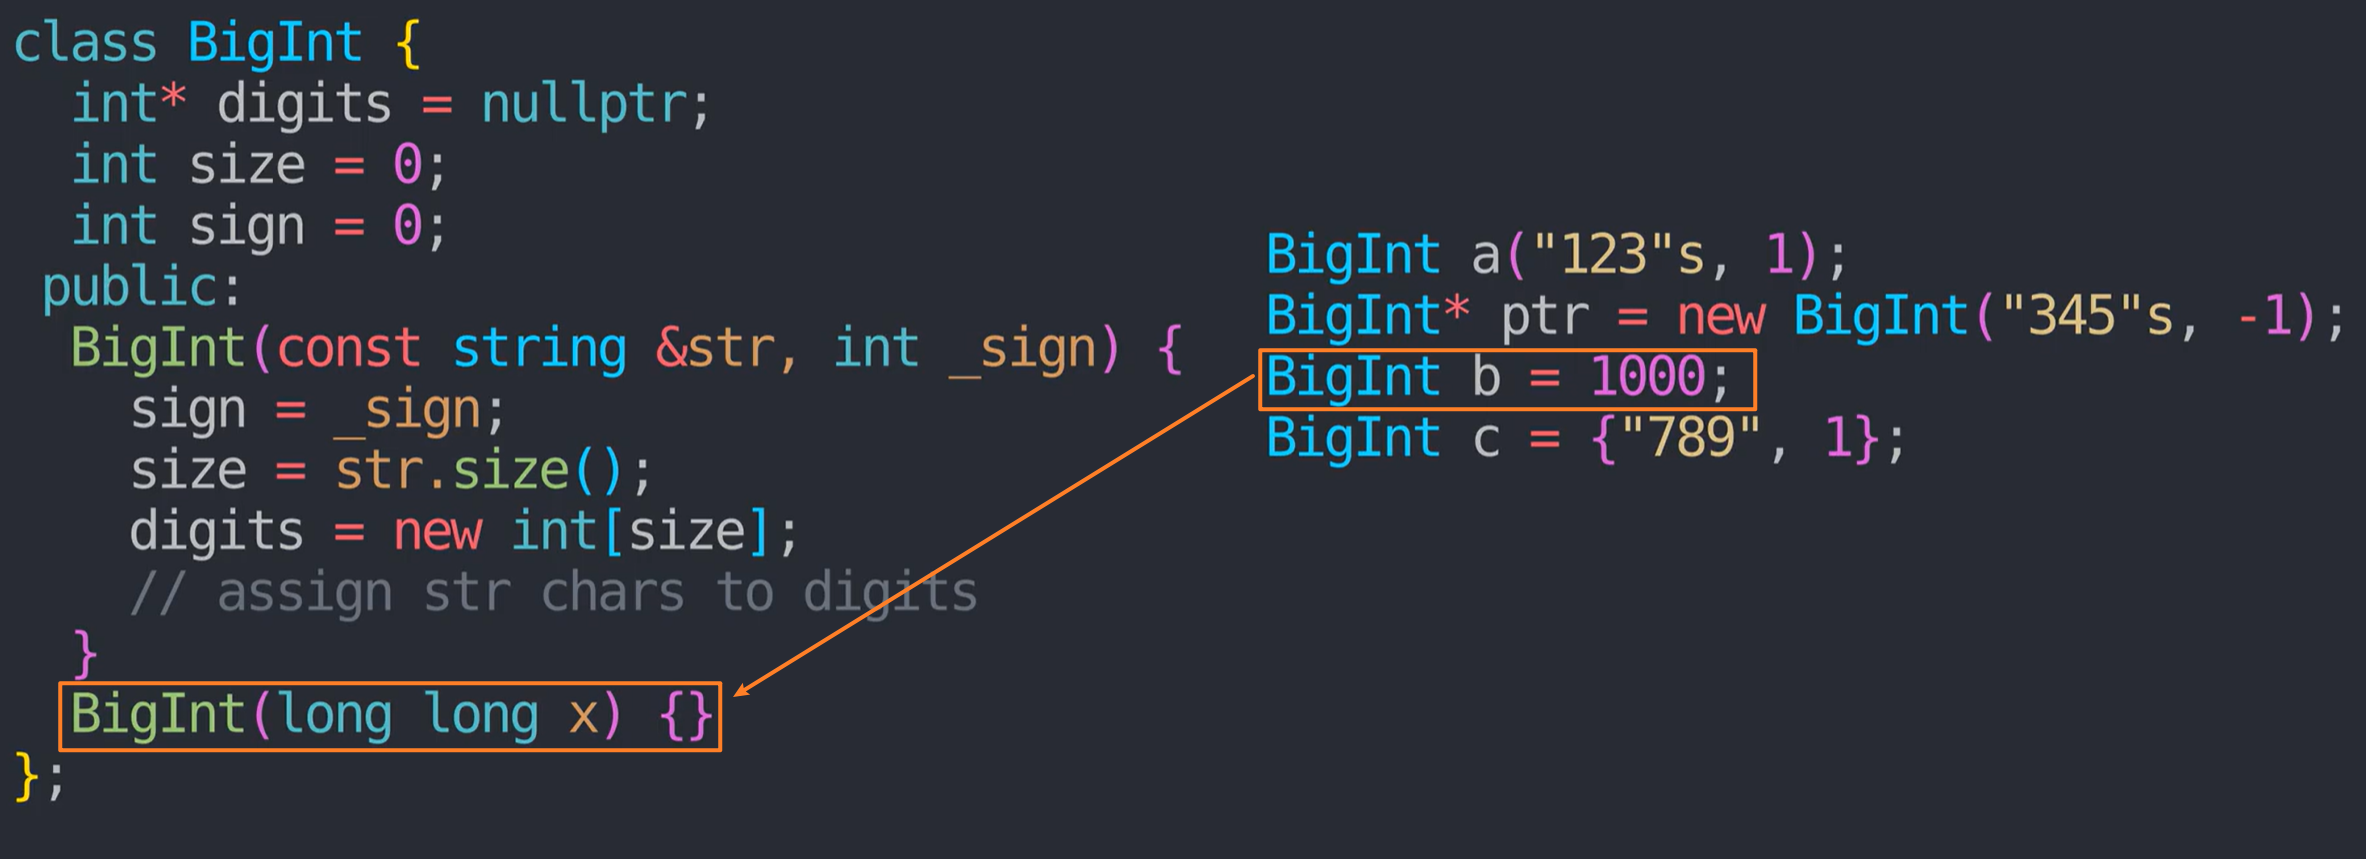 class BigInt {
int* digits = nullptr;
int size = 0;
int sign = 0;
public:
BigInt(const string &str, int _sign) {
sign = _sign;
size = str.size();
digits = new int[size];
// assign str chars to digits
}
BigInt(long long x) {}
};
BigInt a("123"s, 1);
BigInt* ptr = new BigInt("345"s, -1);
BigInt b = 1000;
BigInt c = {"789", 1};